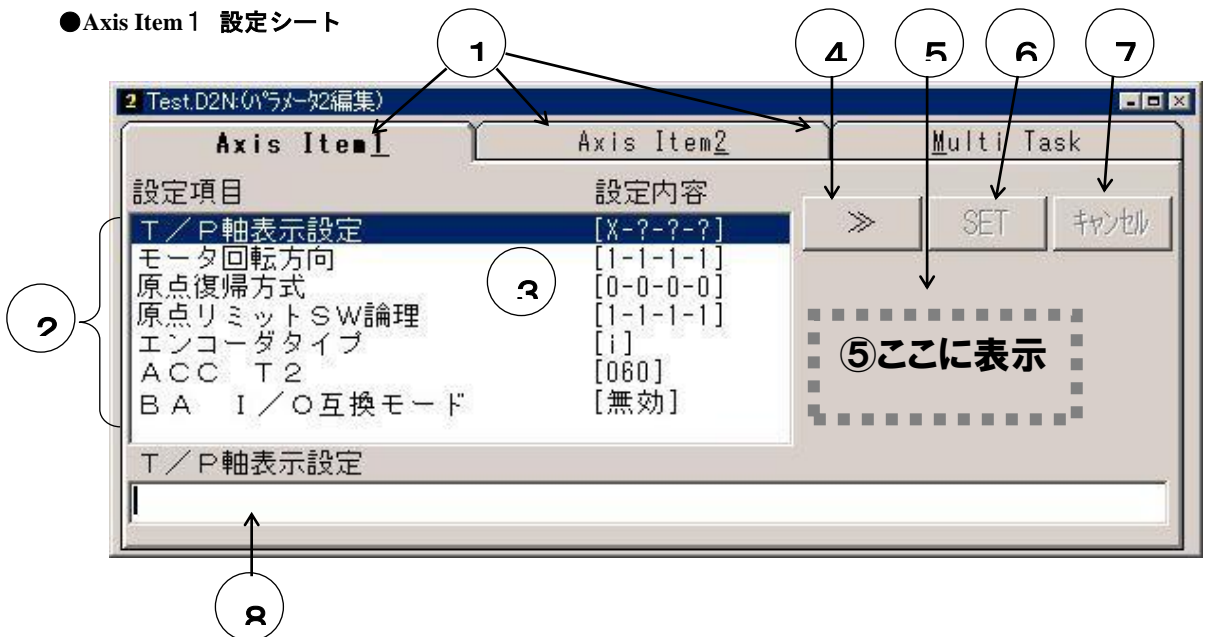 ●Axis Item１ 設定シート
1 4 5 6 7
2 Test.D2N:(ﾊﾟﾗﾒｰﾀ2編集)
Axis Item1 Axis Item2 Multi Task
設定項目 設定内容
≫ SET ｷｬﾝｾﾙ
Ｔ／Ｐ軸表示設定 [X-?-?-?]
モータ回転方向 [1-1-1-1]
原点復帰方式 [0-0-0-0]
原点リミットＳＷ論理 [1-1-1-1]
エンコーダタイプ [i]
ＡＣＣ Ｔ２ [060]
ＢＡ Ｉ／Ｏ互換モード [無効]
2
3
⑤ここに表示
Ｔ／Ｐ軸表示設定
8